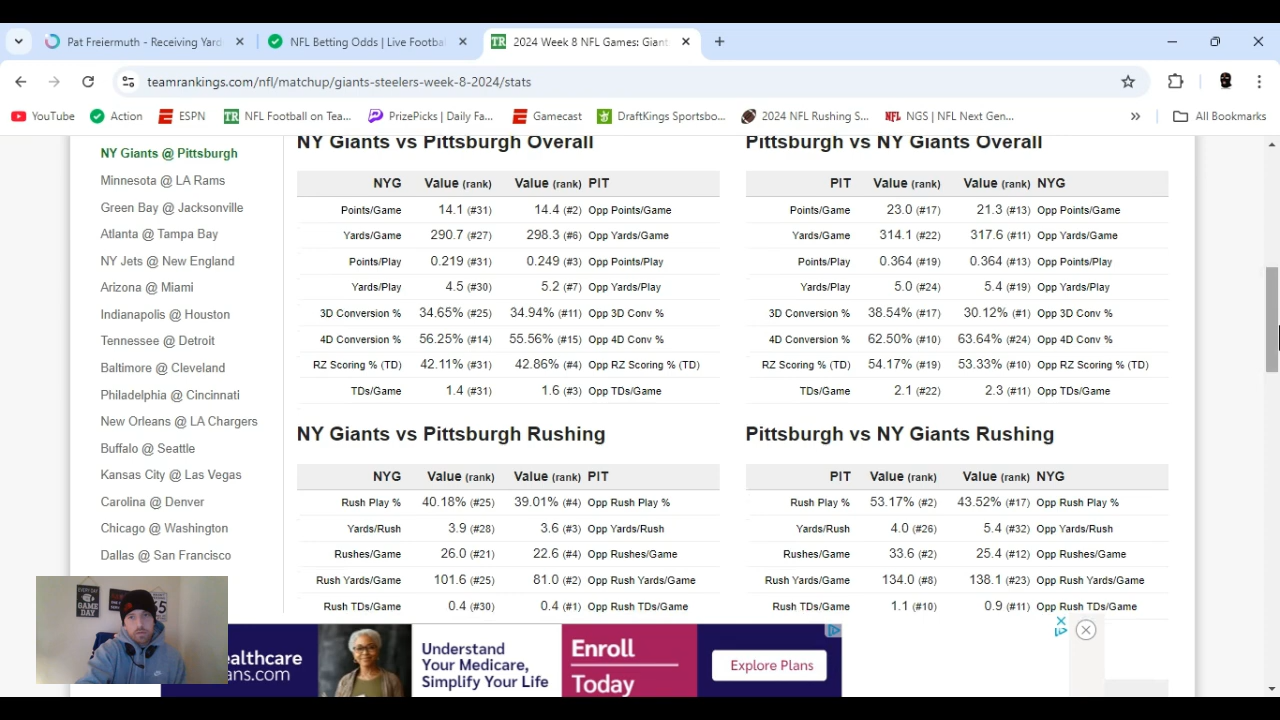 Pat Freiermuth - Receiving Yard
NFL Betting Odds | Live Footbal
TR 2024 Week 8 NFL Games: Giant
teamrankings.com/nfl/matchup/giants-steelers-week-8-2024/stats
YouTube Action ESPN TR NFL Football on Tea... PrizePicks | Daily Fa... Gamecast DraftKings Sportsbo... 2024 NFL Rushing S... NFL NGS | NFL Next Gen... » All Bookmarks
NY Giants @ Pittsburgh
Minnesota @ LA Rams
Green Bay @ Jacksonville
Atlanta @ Tampa Bay
NY Jets @ New England
Arizona @ Miami
Indianapolis @ Houston
Tennessee @ Detroit
Baltimore @ Cleveland
Philadelphia @ Cincinnati
New Orleans @ LA Chargers
Buffalo @ Seattle
Kansas City @ Las Vegas
Carolina @ Denver
Chicago @ Washington
Dallas @ San Francisco
NY Giants vs Pittsburgh Overall
NYG Value (rank) Value (rank) PIT
Points/Game 14.1 (#31) 14.4 (#2) Opp Points/Game
Yards/Game 290.7 (#27) 298.3 (#6) Opp Yards/Game
Points/Play 0.219 (#31) 0.249 (#3) Opp Points/Play
Yards/Play 4.5 (#30) 5.2 (#7) Opp Yards/Play
3D Conversion % 34.65% (#25) 34.94% (#11) Opp 3D Conv %
4D Conversion % 56.25% (#14) 55.56% (#15) Opp 4D Conv %
RZ Scoring % (TD) 42.11% (#31) 42.86% (#4) Opp RZ Scoring % (TD)
TDs/Game 1.4 (#31) 1.6 (#3) Opp TDs/Game
Pittsburgh vs NY Giants Overall
PIT Value (rank) Value (rank) NYG
Points/Game 23.0 (#17) 21.3 (#13) Opp Points/Game
Yards/Game 314.1 (#22) 317.6 (#11) Opp Yards/Game
Points/Play 0.364 (#19) 0.364 (#13) Opp Points/Play
Yards/Play 5.0 (#24) 5.4 (#19) Opp Yards/Play
3D Conversion % 38.54% (#17) 30.12% (#1) Opp 3D Conv %
4D Conversion % 62.50% (#10) 63.64% (#24) Opp 4D Conv %
RZ Scoring % (TD) 54.17% (#19) 53.33% (#10) Opp RZ Scoring % (TD)
TDs/Game 2.1 (#22) 2.3 (#11) Opp TDs/Game
NY Giants vs Pittsburgh Rushing
NYG Value (rank) Value (rank) PIT
Rush Play % 40.18% (#25) 39.01% (#4) Opp Rush Play %
Yards/Rush 3.9 (#28) 3.6 (#3) Opp Yards/Rush
Rushes/Game 26.0 (#21) 22.6 (#4) Opp Rushes/Game
Rush Yards/Game 101.6 (#25) 81.0 (#2) Opp Rush Yards/Game
Rush TDs/Game 0.4 (#30) 0.4 (#1) Opp Rush TDs/Game
Pittsburgh vs NY Giants Rushing
PIT Value (rank) Value (rank) NYG
Rush Play % 53.17% (#2) 43.52% (#17) Opp Rush Play %
Yards/Rush 4.0 (#26) 5.4 (#32) Opp Yards/Rush
Rushes/Game 33.6 (#2) 25.4 (#12) Opp Rushes/Game
Rush Yards/Game 134.0 (#8) 138.1 (#23) Opp Rush Yards/Game
Rush TDs/Game 1.1 (#10) 0.9 (#11) Opp Rush TDs/Game
GAME
DAY
ealthcare
ans.com
Understand
Your Medicare,
Simplify Your Life
Enroll
Today
Explore Plans